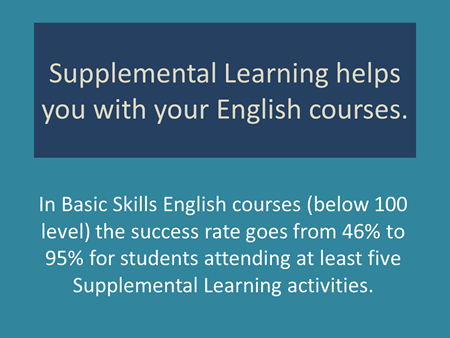 Supplemental Learning helps
you with your English courses.
In Basic Skills English courses (below 100
level) the success rate goes from 46% to
95% for students attending at least five
Supplemental Learning activities.